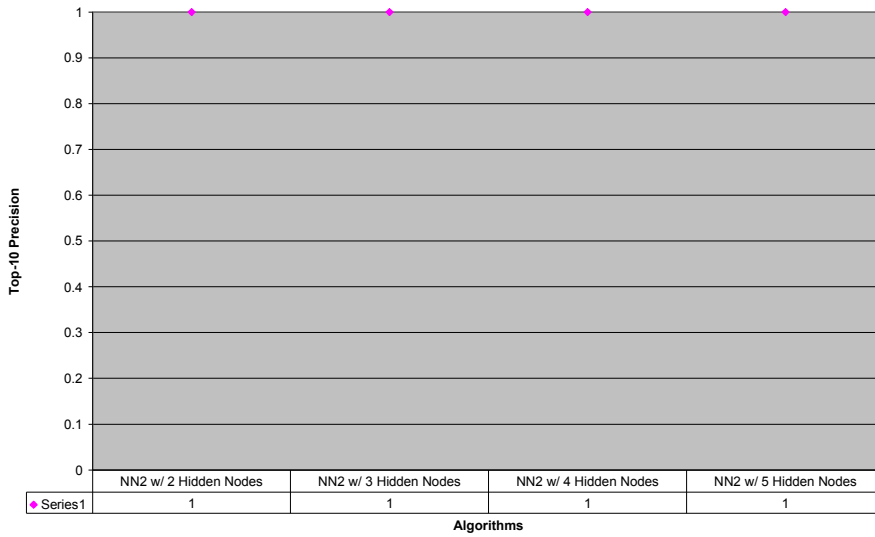 1
0.9
0.8
0.7
0.6
0.5
0.4
0.3
0.2
0.1
0
Top-10 Precision
NN2 w/ 2 Hidden Nodes NN2 w/ 3 Hidden Nodes NN2 w/ 4 Hidden Nodes NN2 w/ 5 Hidden Nodes
Series1 1 1 1 1
Algorithms